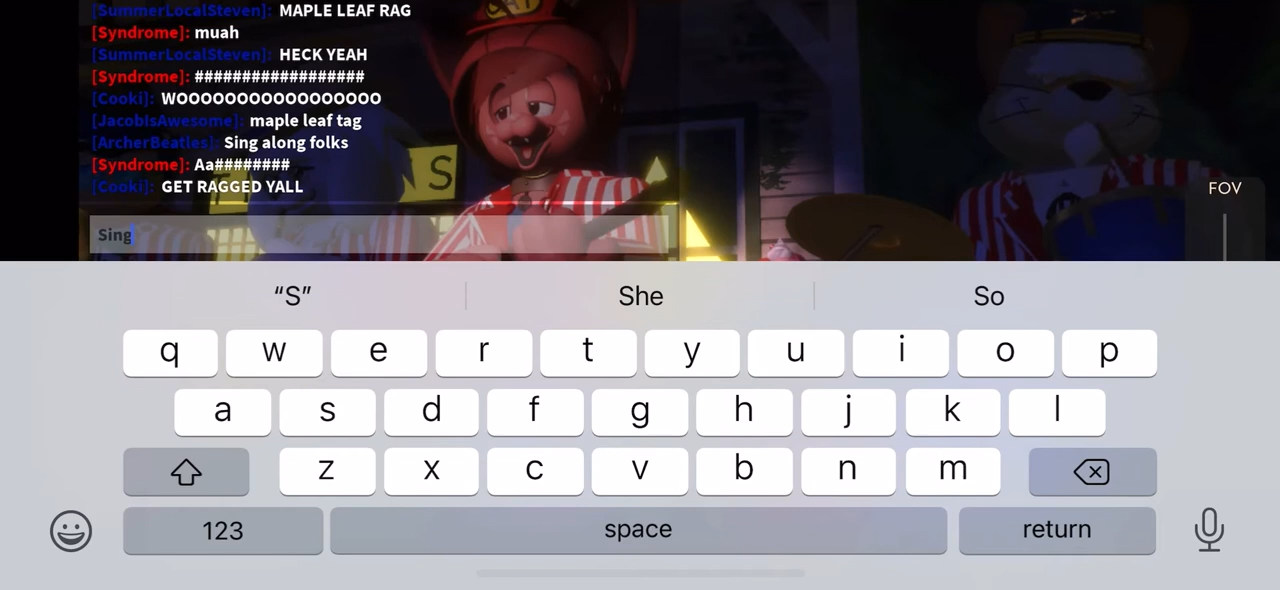 [SummerLocalSteven]: MAPLE LEAF RAG
[Syndrome]: muah
[SummerLocalSteven]: HECK YEAH
[Syndrome]: ##################
[Cooki]: WOOOOOOOOOOOOOOOOO
[JacobIsAwesome]: maple leaf tag
[ArcherBeatles]: Sing along folks
[Syndrome]: Aa########
[Cooki]: GET RAGGED YALL
S
FOV
Sing
“S” She So
q w e r t y u i o p
a s d f g h j k l
z x c v b n m
123 space return